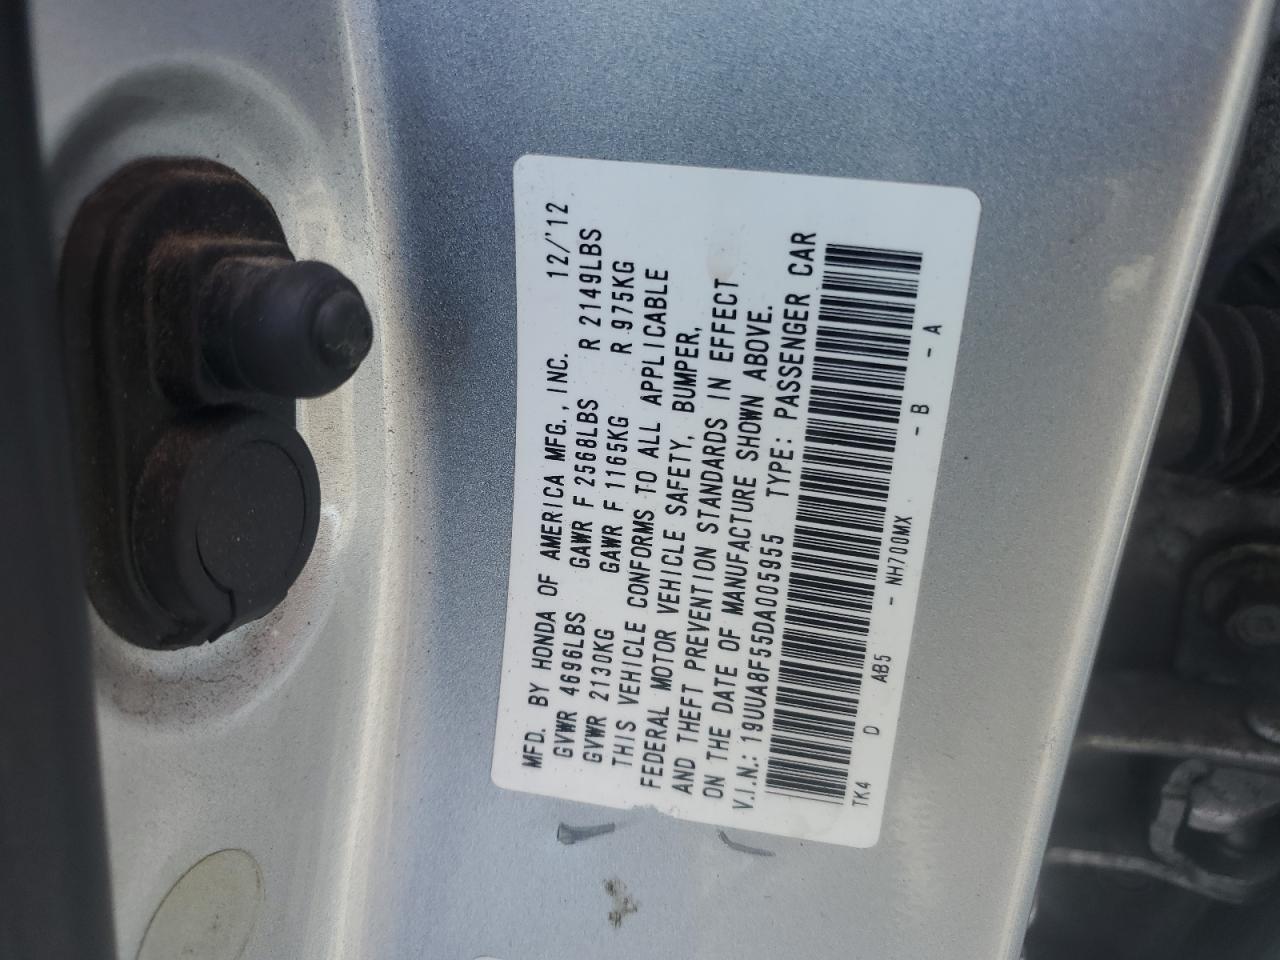 MFD. BY HONDA OF AMERICA MFG., INC. 12/'12
GVWR 4696LBS GAWR F 2568LBS R 2149LBS
GVWR 2130KG GAWR F 1165KG R 975KG
THIS VEHICLE CONFORMS TO ALL APPLICABLE
FEDERAL MOTOR VEHICLE SAFETY, BUMPER,
AND THEFT PREVENTION STANDARDS IN EFFECT
ON THE DATE OF MANUFACTURE SHOWN ABOVE.
V.I.N.: 19UUA8F55DA005955 TYPE: PASSENGER CAR
TK4 D AB5 - NH700MX - B - A